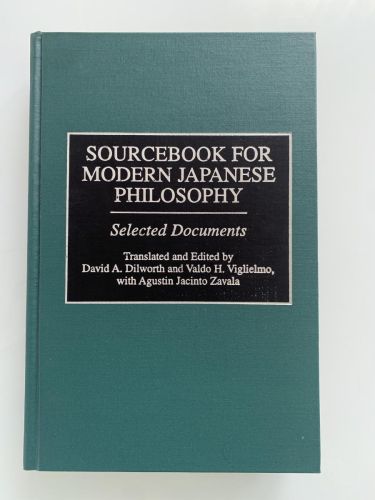 SOURCEBOOK FOR
MODERN JAPANESE
PHILOSOPHY
Selected Documents
Translated and Edited by
David A. Dilworth and Valdo H. Viglielmo,
with Agustin Jacinto Zavala